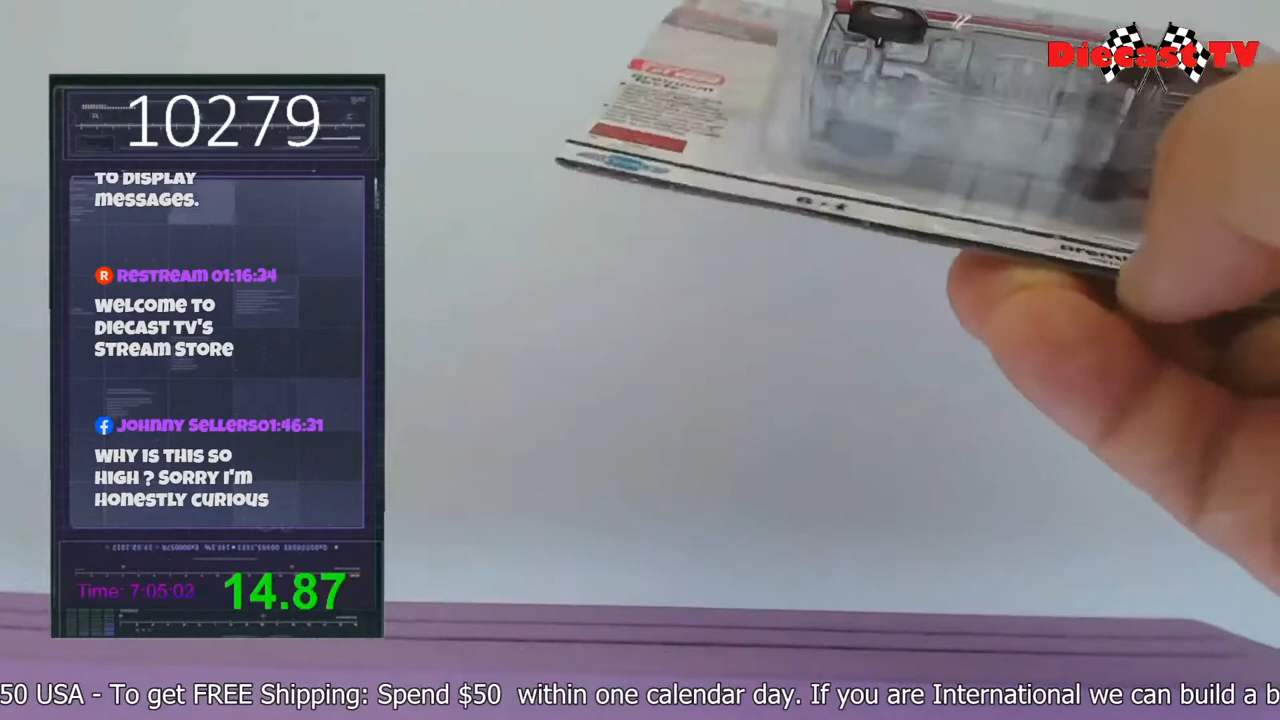 Diecast TV
10279
TO DISPLAY
MESSAGES.
R Restream 01:16:34
Welcome to
Diecast TV's
Stream Store
f Johnny Sellers01:46:31
Why is this so
high ? Sorry I'm
honestly curious
Time: 7:05:02
14.87
50 USA - To get FREE Shipping: Spend $50 within one calendar day. If you are International we can build a b